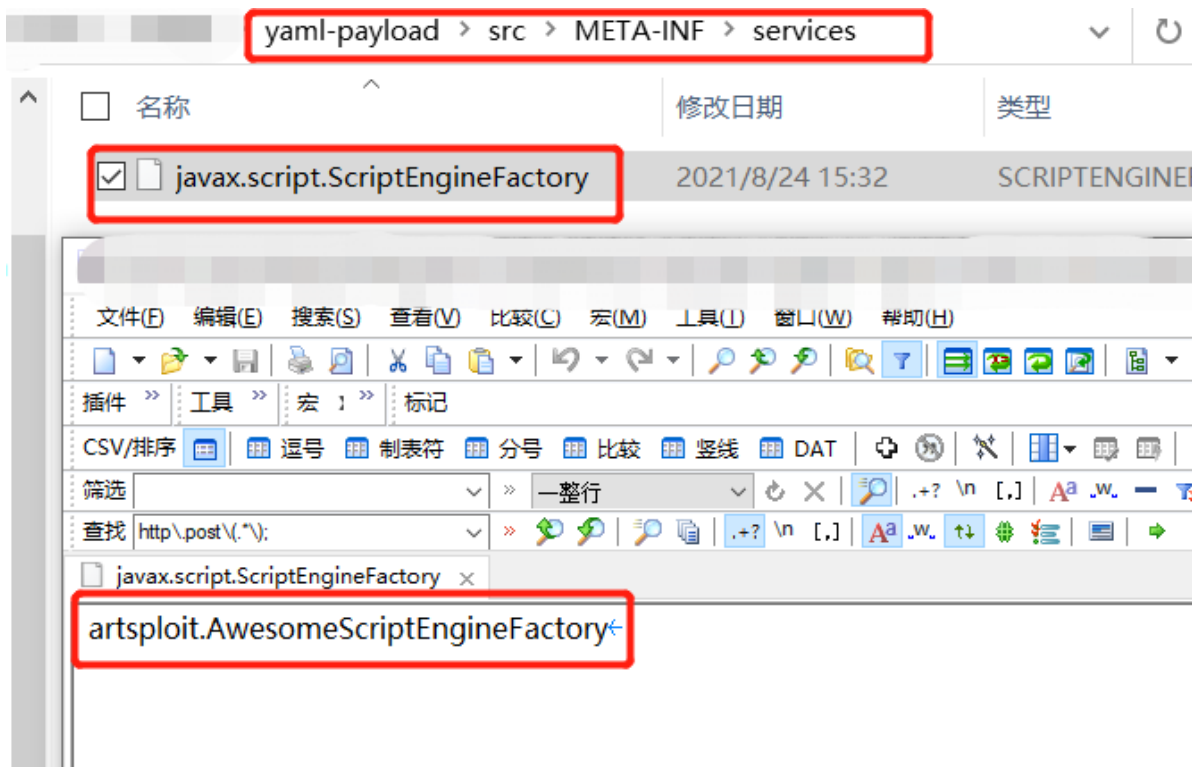 yaml-payload > src > META-INF > services
名称 修改日期 类型
javax.script.ScriptEngineFactory 2021/8/24 15:32 SCRIPTENGINE
文件(F) 编辑(E) 搜索(S) 查看(V) 比较(C) 宏(M) 工具(T) 窗口(W) 帮助(H)
插件 » 工具 » 宏 » 标记
CSV/排序 逗号 制表符 分号 比较 竖线 DAT
筛选 » 一整行 .+? \n [,] Aa .w.
查找 http\.post\(.*\); » .+? \n [,] Aa .w.
javax.script.ScriptEngineFactory ×
artsploit.AwesomeScriptEngineFactory←